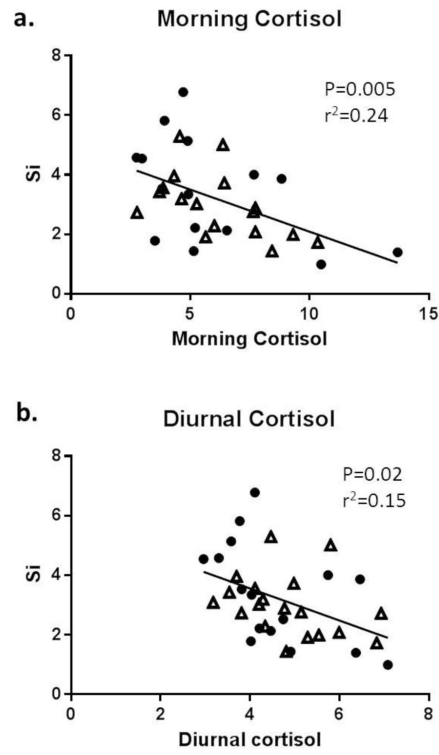 a.
Morning Cortisol
8
6
4
2
0
Si
P=0.005
r²=0.24
0 5 10 15
Morning Cortisol
b.
Diurnal Cortisol
8
6
4
2
0
Si
P=0.02
r²=0.15
0 2 4 6 8
Diurnal cortisol